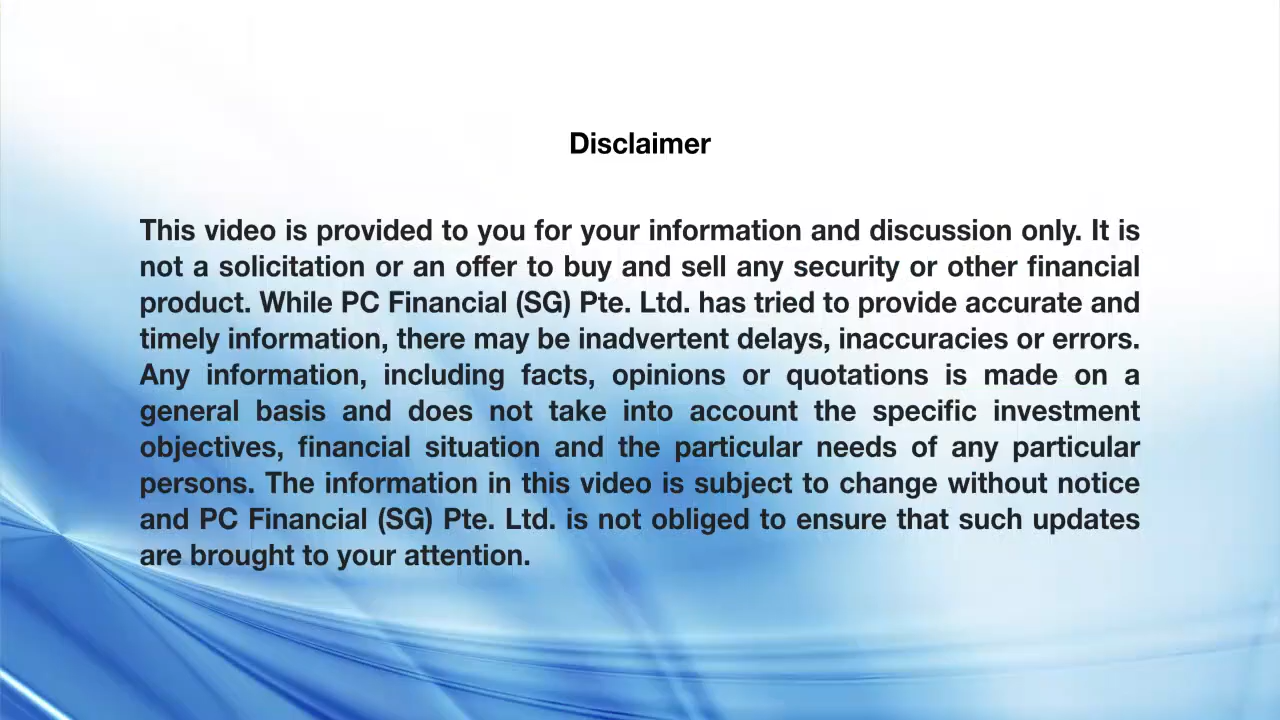 Disclaimer
This video is provided to you for your information and discussion only. It is
not a solicitation or an offer to buy and sell any security or other financial
product. While PC Financial (SG) Pte. Ltd. has tried to provide accurate and
timely information, there may be inadvertent delays, inaccuracies or errors.
Any information, including facts, opinions or quotations is made on a
general basis and does not take into account the specific investment
objectives, financial situation and the particular needs of any particular
persons. The information in this video is subject to change without notice
and PC Financial (SG) Pte. Ltd. is not obliged to ensure that such updates
are brought to your attention.